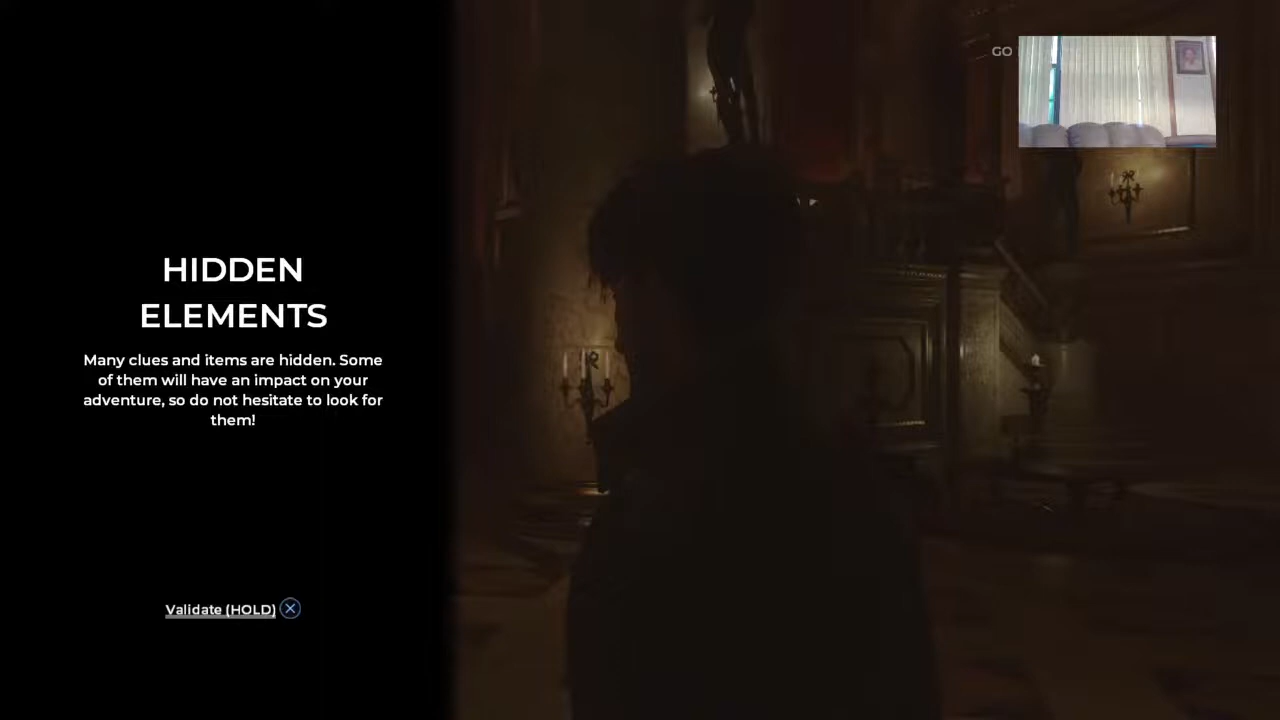 GO
HIDDEN
ELEMENTS
Many clues and items are hidden. Some
of them will have an impact on your
adventure, so do not hesitate to look for
them!
Validate (HOLD)